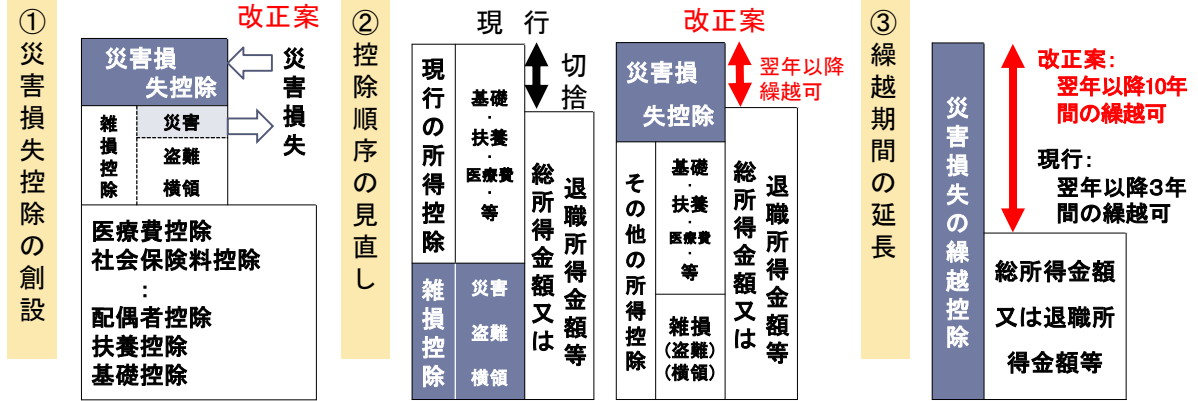 ①災害損失控除の創設
改正案
災害損
失控除
災害損失
雑損控除
災害
盗難
横領
医療費控除
社会保険料控除
：
配偶者控除
扶養控除
基礎控除
②控除順序の見直し
現 行
切捨
現行の所得控除
基礎
・
扶養
・
医療費
・
等
雑損控除
災害
盗難
横領
総所得金額又は
退職所得金額等
改正案
翌年以降
繰越可
災害損
失控除
その他の所得控除
基礎
・
扶養
・
医療費
・
等
雑損
（盗難）
（横領）
総所得金額又は
退職所得金額等
③繰越期間の延長
災害損失の繰越控除
改正案：
翌年以降10年
間の繰越可
現行：
翌年以降３年
間の繰越可
総所得金額
又は退職所
得金額等